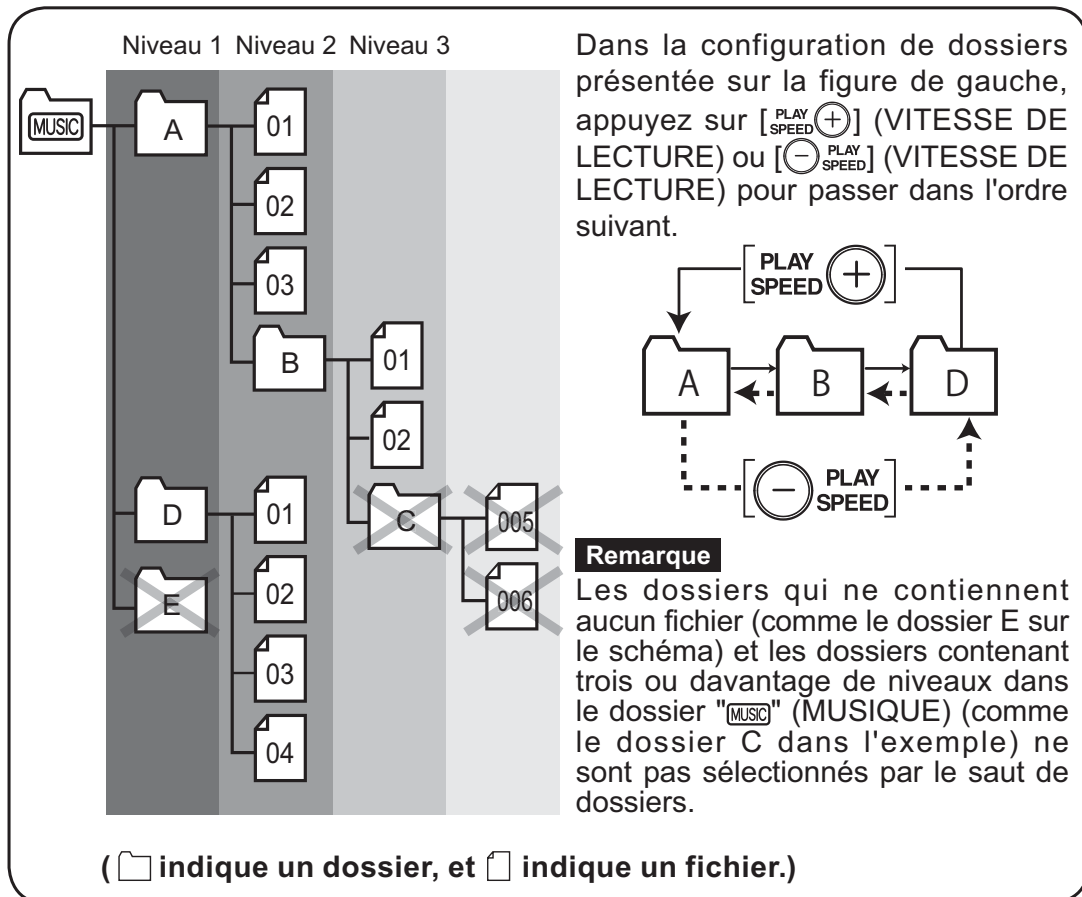 Niveau 1 Niveau 2 Niveau 3
MUSIC
A
01
02
03
B
01
02
C
005
006
D
01
02
03
04
E
Dans la configuration de dossiers
présentée sur la figure de gauche,
appuyez sur [PLAY SPEED +] (VITESSE DE
LECTURE) ou [− PLAY SPEED] (VITESSE DE
LECTURE) pour passer dans l'ordre
suivant.
[PLAY SPEED +]
A B D
[− PLAY SPEED]
Remarque
Les dossiers qui ne contiennent
aucun fichier (comme le dossier E sur
le schéma) et les dossiers contenant
trois ou davantage de niveaux dans
le dossier "MUSIC" (MUSIQUE) (comme
le dossier C dans l'exemple) ne
sont pas sélectionnés par le saut de
dossiers.
( indique un dossier, et indique un fichier.)